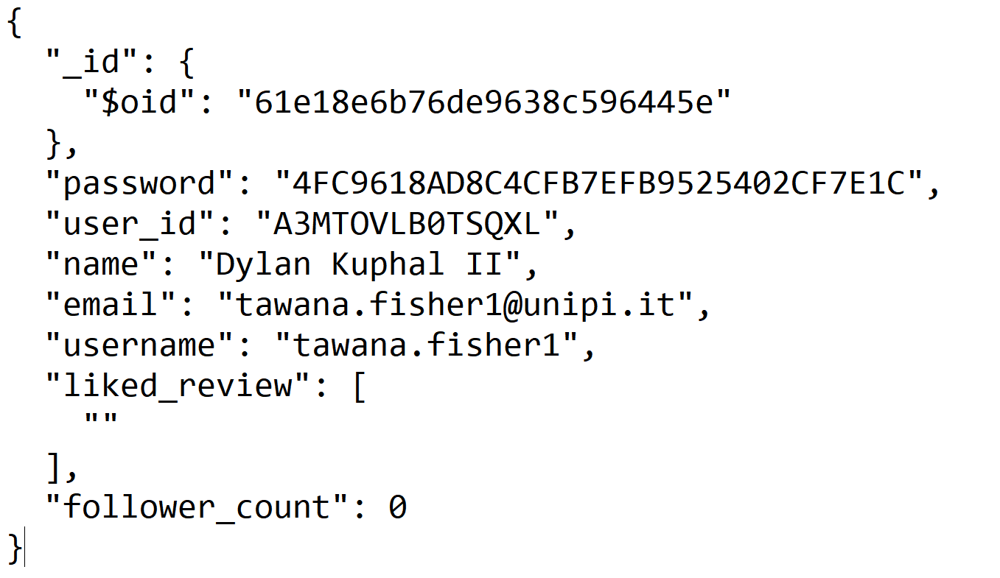 {
  "_id": {
    "$oid": "61e18e6b76de9638c596445e"
  },
  "password": "4FC9618AD8C4CFB7EFB9525402CF7E1C",
  "user_id": "A3MTOVLB0TSQXL",
  "name": "Dylan Kuphal II",
  "email": "tawana.fisher1@unipi.it",
  "username": "tawana.fisher1",
  "liked_review": [
    ""
  ],
  "follower_count": 0
}